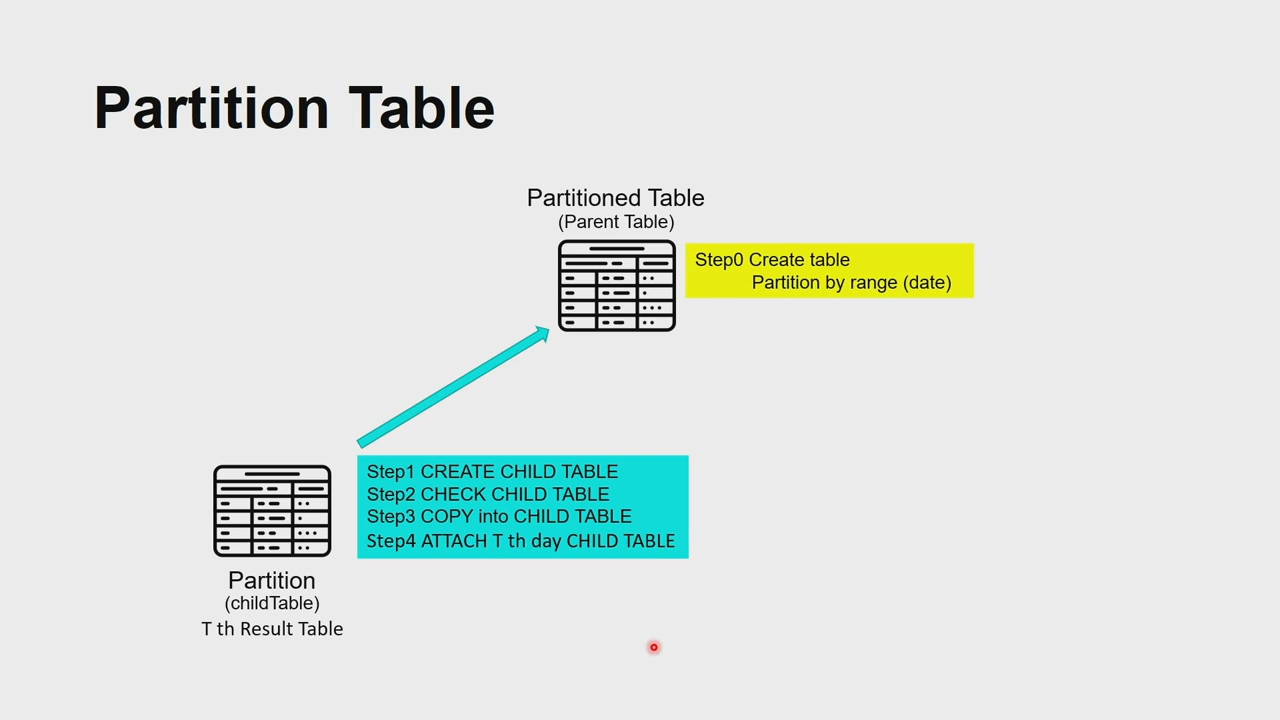 Partition Table
Partitioned Table
(Parent Table)
Step0 Create table
Partition by range (date)
Step1 CREATE CHILD TABLE
Step2 CHECK CHILD TABLE
Step3 COPY into CHILD TABLE
Step4 ATTACH T th day CHILD TABLE
Partition
(childTable)
T th Result Table